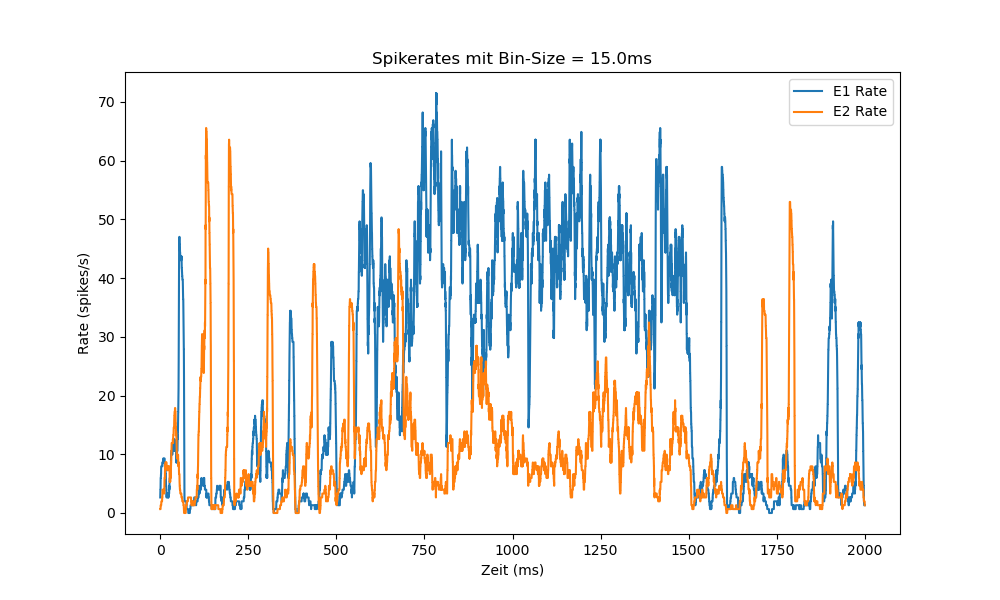 Spikerates mit Bin-Size = 15.0ms
E1 Rate
E2 Rate
70
60
50
40
30
20
10
0
Rate (spikes/s)
0 250 500 750 1000 1250 1500 1750 2000
Zeit (ms)